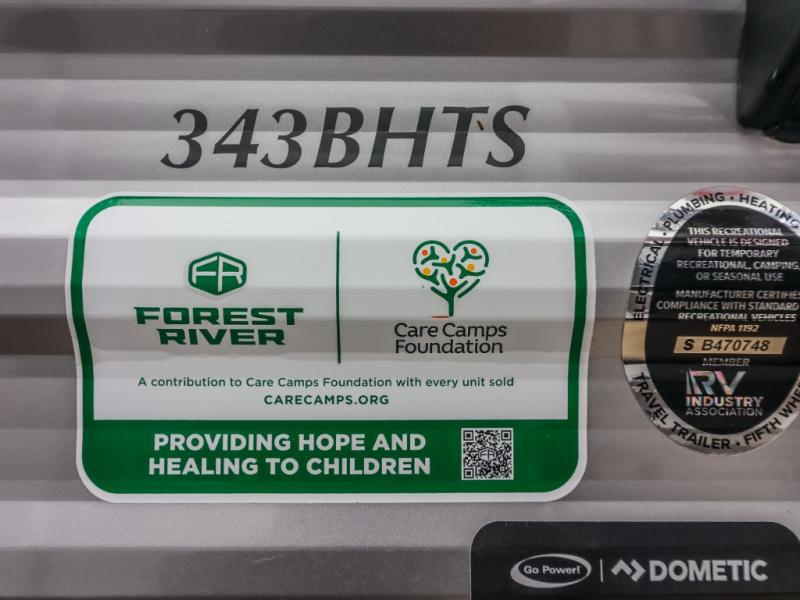 343BHTS
FR
FOREST
RIVER
Care Camps
Foundation
A contribution to Care Camps Foundation with every unit sold
CARECAMPS.ORG
PROVIDING HOPE AND
HEALING TO CHILDREN
ELECTRICAL • PLUMBING • HEATING
THIS RECREATIONAL
VEHICLE IS DESIGNED
FOR TEMPORARY
RECREATIONAL, CAMPING,
OR SEASONAL USE
MANUFACTURER CERTIFIES
COMPLIANCE WITH STANDARD
RECREATIONAL VEHICLES
NFPA 1192
S B470748
MEMBER
RV
INDUSTRY
ASSOCIATION
TRAVEL TRAILER • FIFTH
Go Power!
DOMETIC